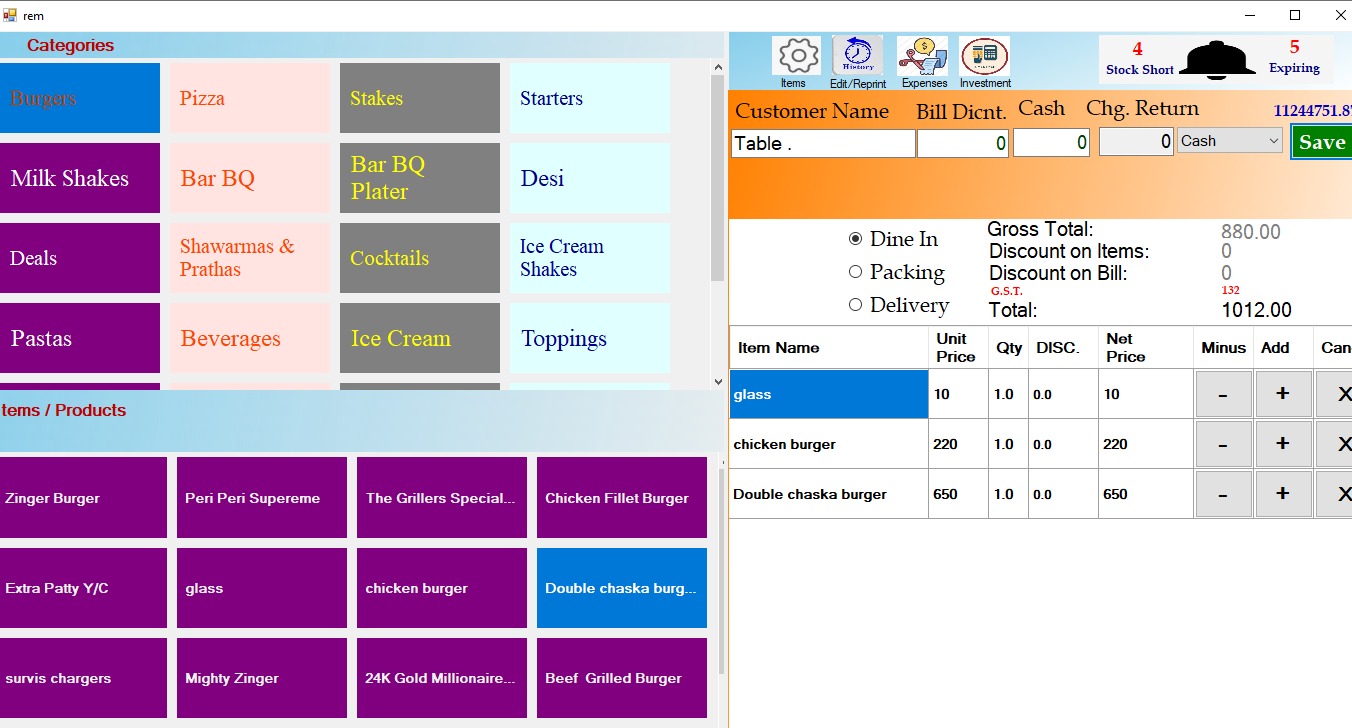 rem
Categories
Burgers
Pizza
Stakes
Starters
Milk Shakes
Bar BQ
Bar BQ
Plater
Desi
Deals
Shawarmas &
Prathas
Cocktails
Ice Cream
Shakes
Pastas
Beverages
Ice Cream
Toppings
tems / Products
Zinger Burger
Peri Peri Supereme
The Grillers Special...
Chicken Fillet Burger
Extra Patty Y/C
glass
chicken burger
Double chaska burg...
survis chargers
Mighty Zinger
24K Gold Millionaire...
Beef Grilled Burger
History
Items
Edit/Reprint
Expenses
Investment
4
Stock Short
5
Expiring
Customer Name
Bill Dicnt.
Cash
Chg. Return
11244751.87
Table .
0
0
0
Cash
Save
Dine In
Packing
Delivery
Gross Total: 880.00
Discount on Items: 0
Discount on Bill: 0
G.S.T. 132
Total: 1012.00
Item Name
Unit
Price
Qty
DISC.
Net
Price
Minus
Add
Can
glass 10 1.0 0.0 10 - + X
chicken burger 220 1.0 0.0 220 - + X
Double chaska burger 650 1.0 0.0 650 - + X